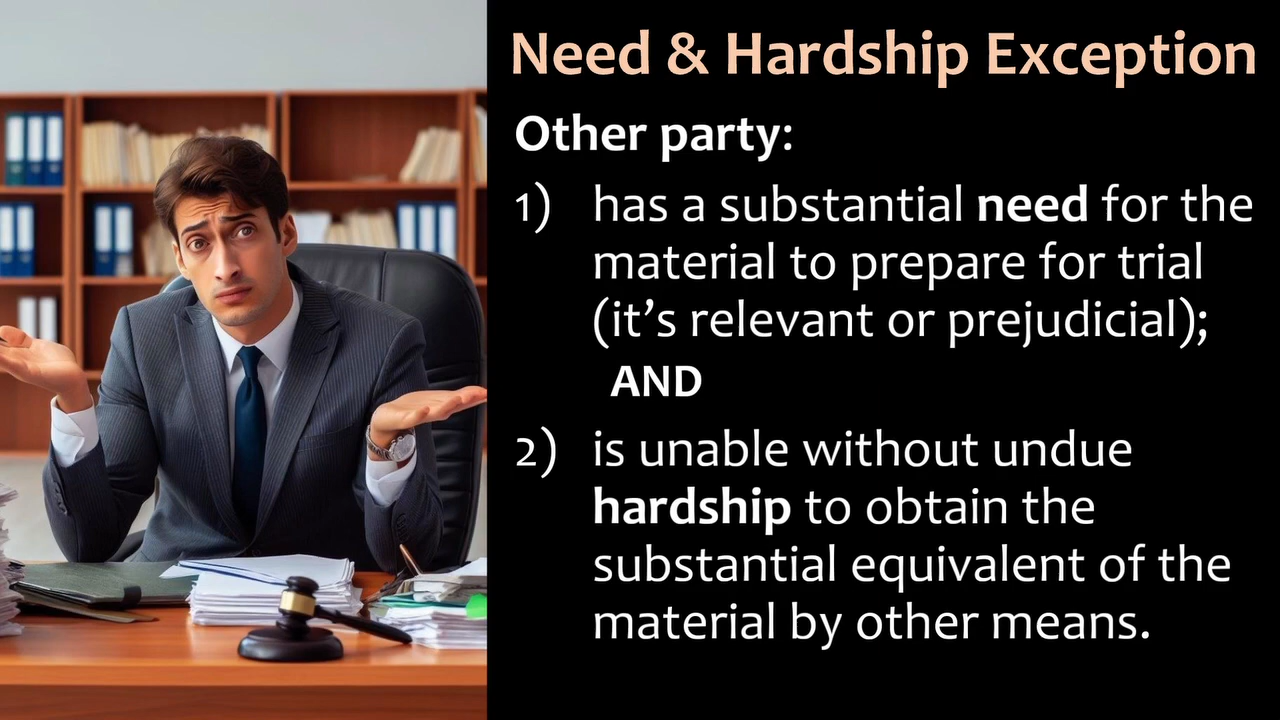 Need & Hardship Exception
Other party:
1) has a substantial need for the
material to prepare for trial
(it’s relevant or prejudicial);
AND
2) is unable without undue
hardship to obtain the
substantial equivalent of the
material by other means.